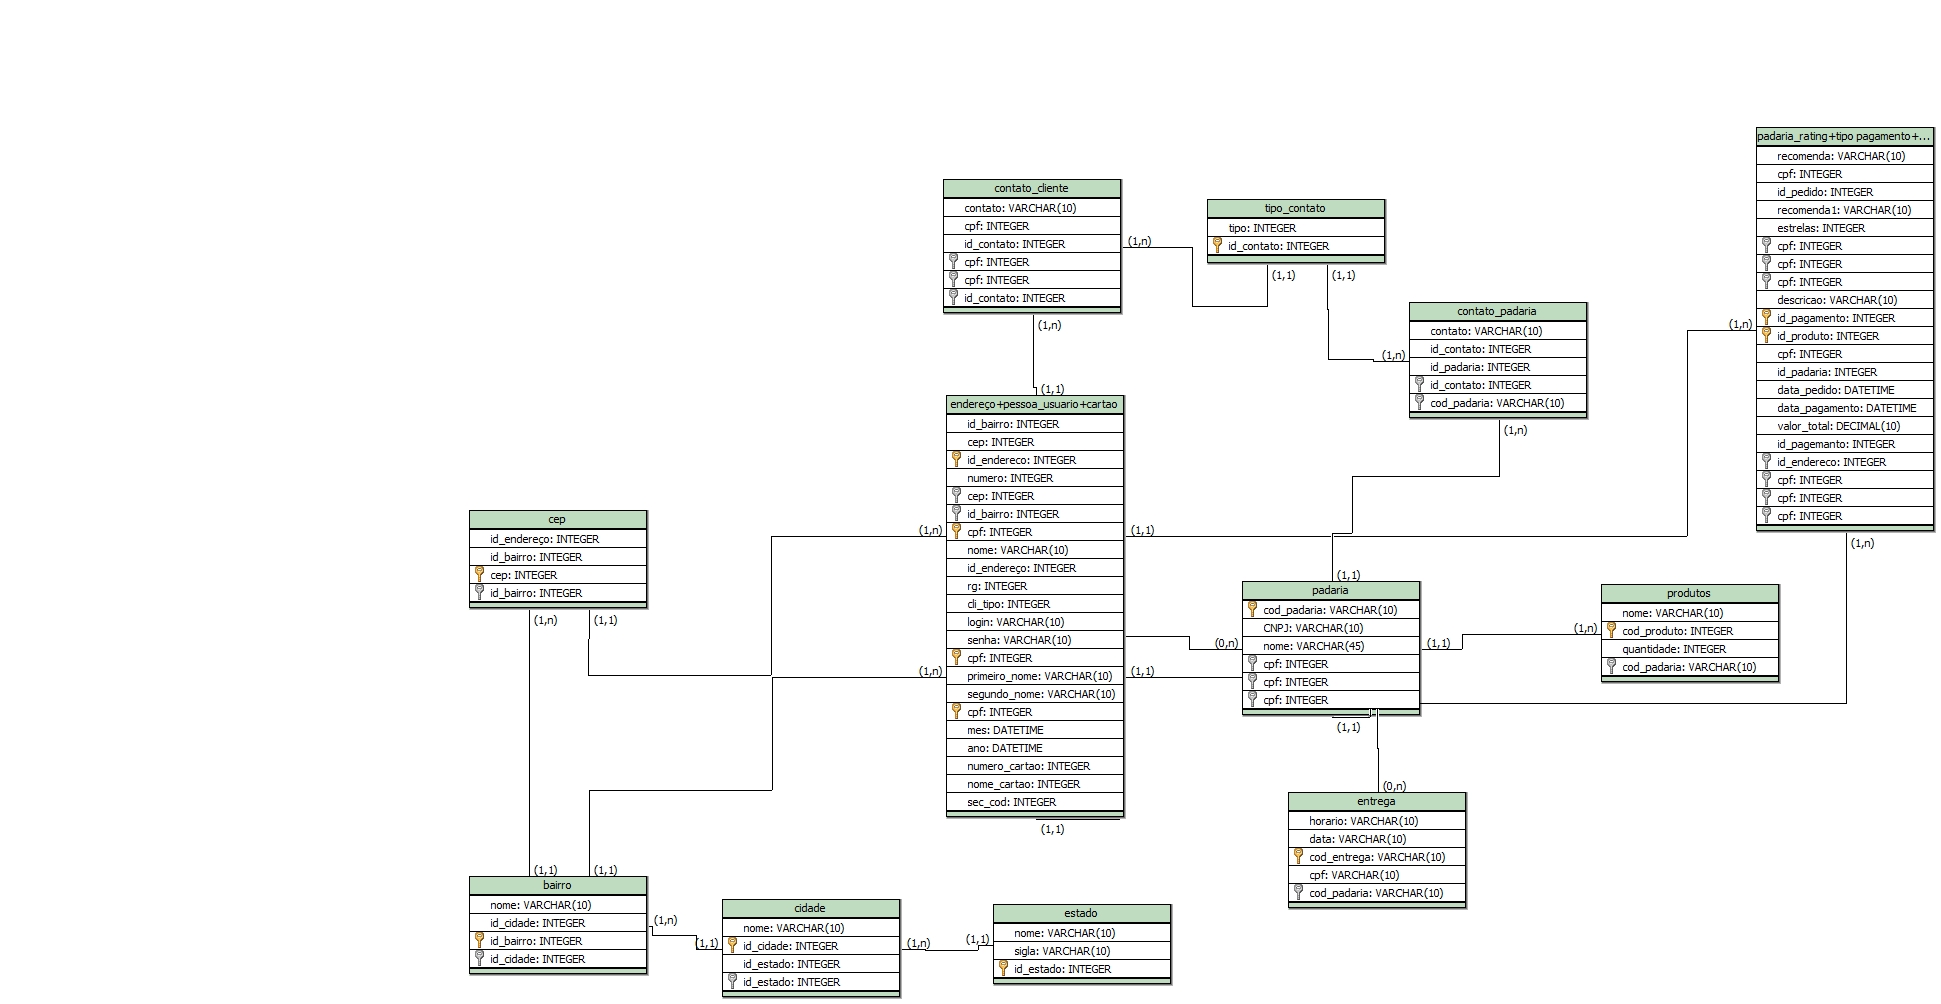 padaria_rating+tipo pagamento+...
recomenda: VARCHAR(10)
cpf: INTEGER
id_pedido: INTEGER
recomenda1: VARCHAR(10)
estrelas: INTEGER
cpf: INTEGER
cpf: INTEGER
cpf: INTEGER
descricao: VARCHAR(10)
id_pagamento: INTEGER
id_produto: INTEGER
cpf: INTEGER
id_padaria: INTEGER
data_pedido: DATETIME
data_pagamento: DATETIME
valor_total: DECIMAL(10)
id_pagemanto: INTEGER
id_endereco: INTEGER
cpf: INTEGER
cpf: INTEGER
cpf: INTEGER
(1,n)
(1,n)
contato_cliente
contato: VARCHAR(10)
cpf: INTEGER
id_contato: INTEGER
cpf: INTEGER
cpf: INTEGER
id_contato: INTEGER
(1,n)
(1,n)
tipo_contato
tipo: INTEGER
id_contato: INTEGER
(1,1)
(1,1)
contato_padaria
contato: VARCHAR(10)
id_contato: INTEGER
id_padaria: INTEGER
id_contato: INTEGER
cod_padaria: VARCHAR(10)
(1,n)
(1,n)
(1,1)
endereço+pessoa_usuario+cartao
id_bairro: INTEGER
cep: INTEGER
id_endereco: INTEGER
numero: INTEGER
cep: INTEGER
id_bairro: INTEGER
cpf: INTEGER
nome: VARCHAR(10)
id_endereço: INTEGER
rg: INTEGER
cli_tipo: INTEGER
login: VARCHAR(10)
senha: VARCHAR(10)
cpf: INTEGER
primeiro_nome: VARCHAR(10)
segundo_nome: VARCHAR(10)
cpf: INTEGER
mes: DATETIME
ano: DATETIME
numero_cartao: INTEGER
nome_cartao: INTEGER
sec_cod: INTEGER
(1,n)
(1,1)
(1,n)
(1,1)
(1,1)
cep
id_endereço: INTEGER
id_bairro: INTEGER
cep: INTEGER
id_bairro: INTEGER
(1,n)
(1,1)
(1,1)
padaria
cod_padaria: VARCHAR(10)
CNPJ: VARCHAR(10)
nome: VARCHAR(45)
cpf: INTEGER
cpf: INTEGER
cpf: INTEGER
(0,n)
(1,1)
(1,1)
produtos
nome: VARCHAR(10)
cod_produto: INTEGER
quantidade: INTEGER
cod_padaria: VARCHAR(10)
(1,n)
(0,n)
entrega
horario: VARCHAR(10)
data: VARCHAR(10)
cod_entrega: VARCHAR(10)
cpf: VARCHAR(10)
cod_padaria: VARCHAR(10)
(1,1)
(1,1)
bairro
nome: VARCHAR(10)
id_cidade: INTEGER
id_bairro: INTEGER
id_cidade: INTEGER
(1,n)
(1,1)
cidade
nome: VARCHAR(10)
id_cidade: INTEGER
id_estado: INTEGER
id_estado: INTEGER
(1,n)
(1,1)
estado
nome: VARCHAR(10)
sigla: VARCHAR(10)
id_estado: INTEGER